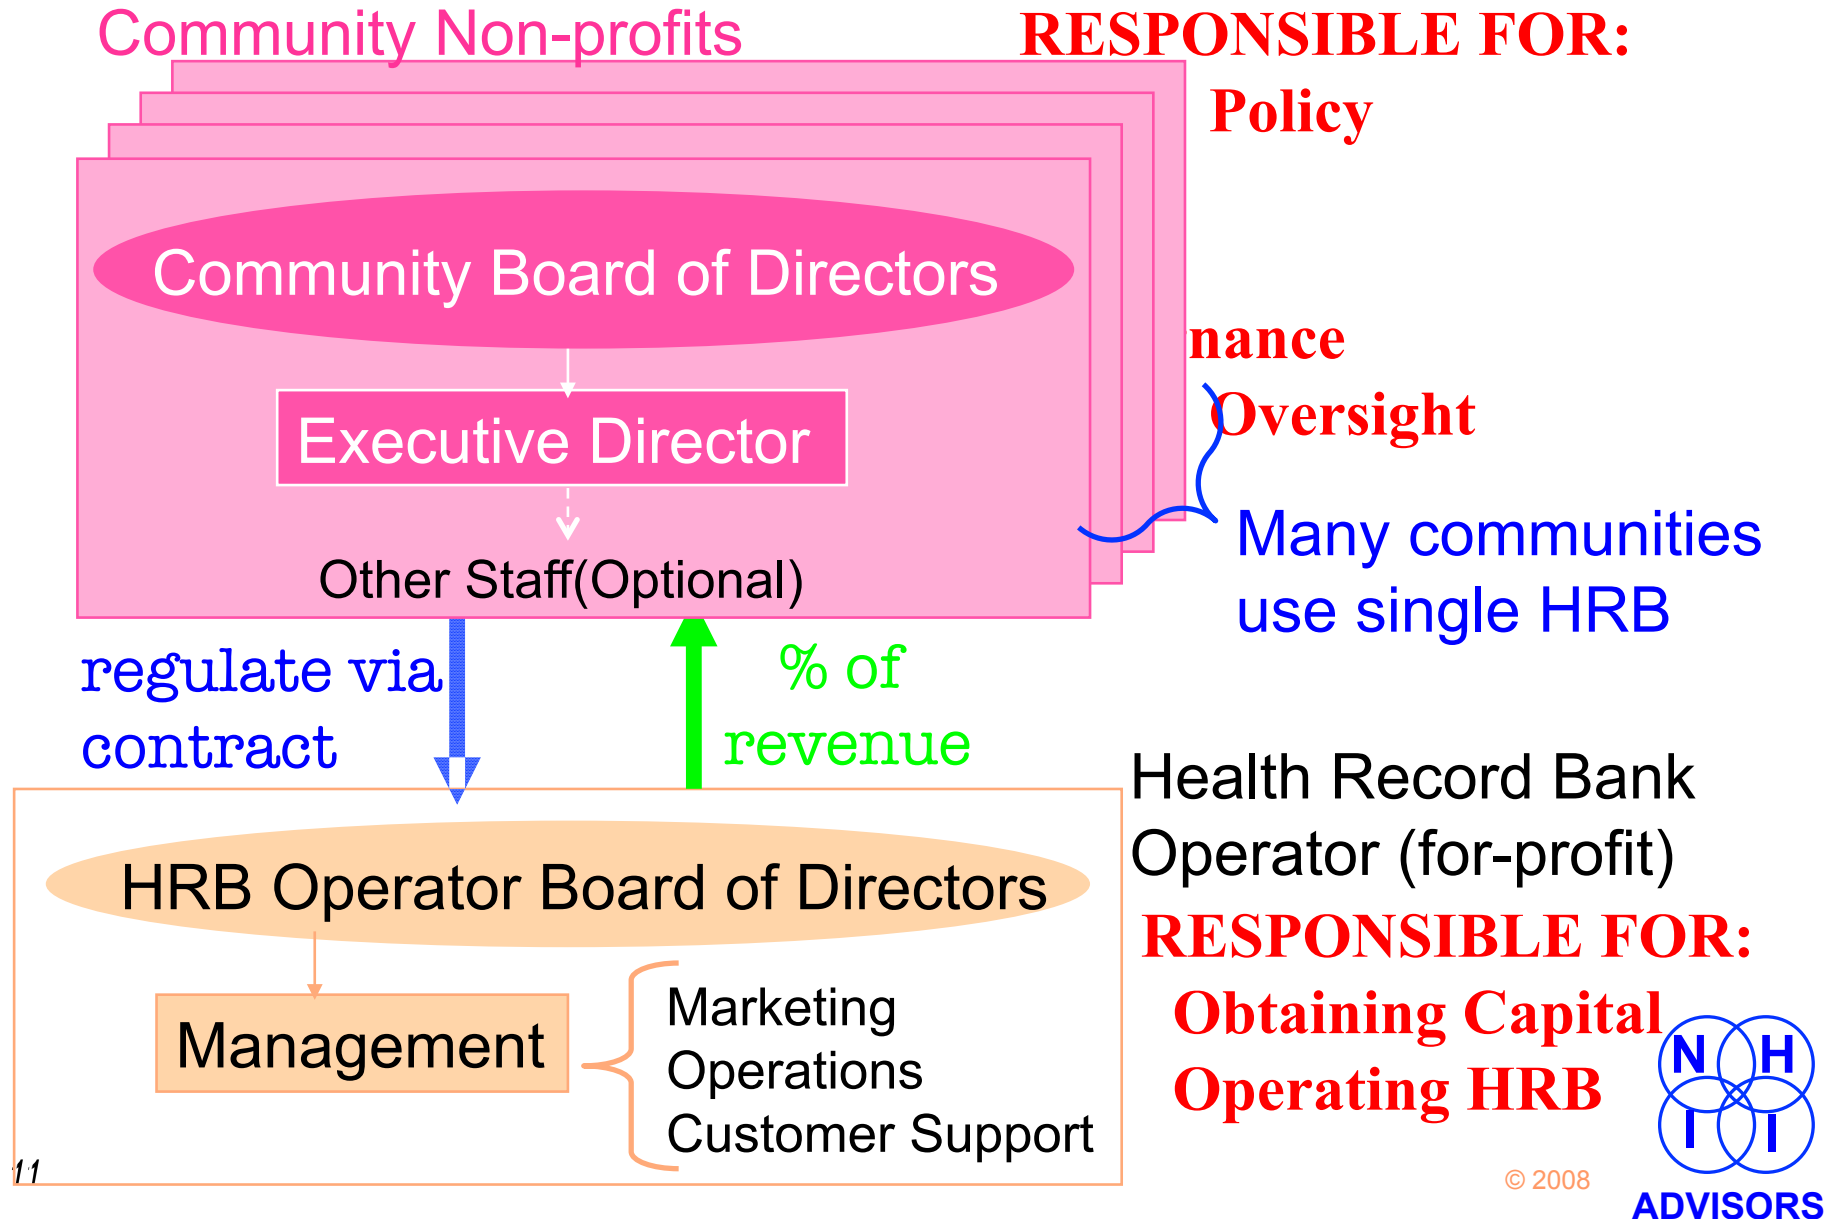 Community Non-profits
RESPONSIBLE FOR:
Policy
Community Board of Directors
nance
Oversight
Executive Director
Other Staff(Optional)
Many communities
use single HRB
regulate via
contract
% of
revenue
Health Record Bank
Operator (for-profit)
HRB Operator Board of Directors
RESPONSIBLE FOR:
Obtaining Capital
Operating HRB
Management
Marketing
Operations
Customer Support
11
© 2008
N H
I I
ADVISORS